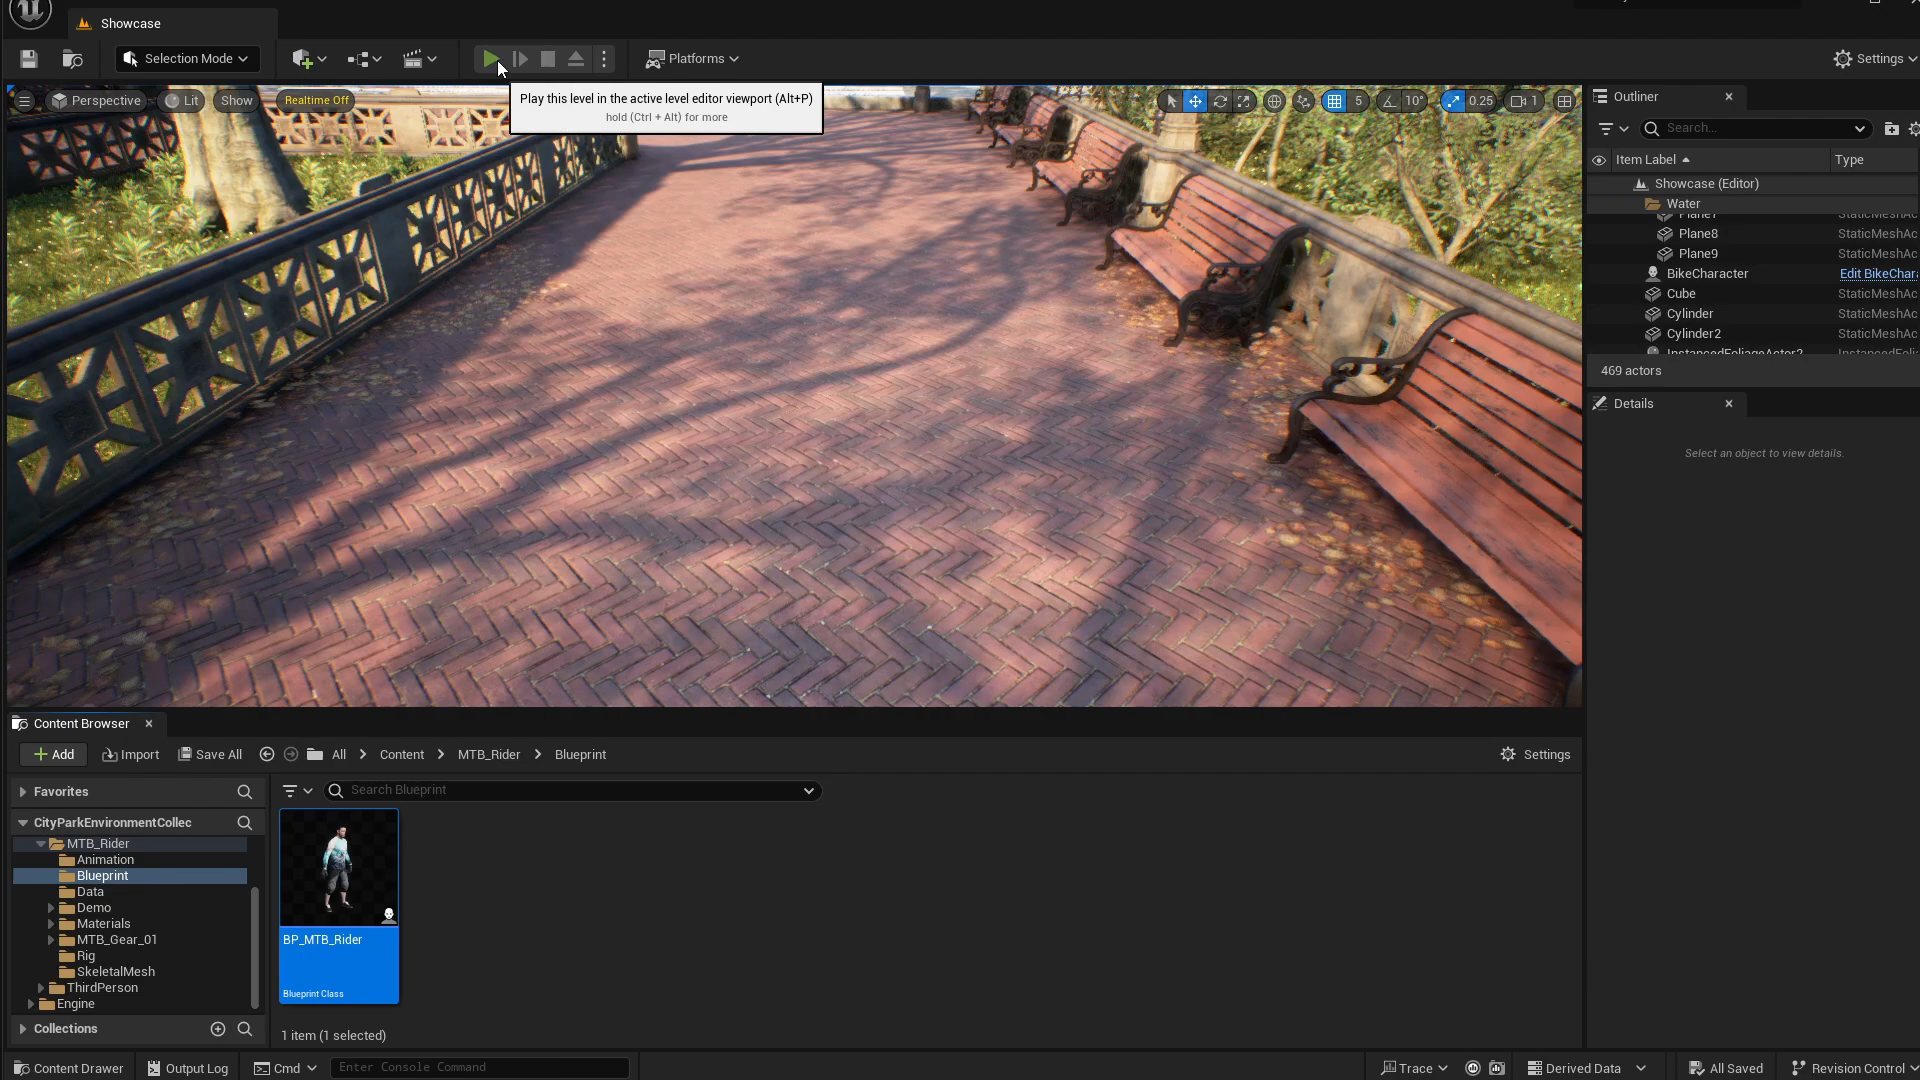 Showcase
Selection Mode
Platforms
Settings
Perspective
Lit
Show
Realtime Off
Play this level in the active level editor viewport (Alt+P)
hold (Ctrl + Alt) for more
5
10°
0.25
1
Outliner
Search...
Item Label
Type
Showcase (Editor)
Water
StaticMeshAc
Plane8
StaticMeshAc
Plane9
StaticMeshAc
BikeCharacter
Edit BikeChar
Cube
StaticMeshAc
Cylinder
StaticMeshAc
Cylinder2
StaticMeshAc
InstancedFoliageActor2
InstancedFoli
469 actors
Details
Select an object to view details.
Content Browser
Add
Import
Save All
All
Content
MTB_Rider
Blueprint
Settings
Favorites
Search Blueprint
CityParkEnvironmentCollec
MTB_Rider
Animation
Blueprint
Data
Demo
Materials
MTB_Gear_01
Rig
SkeletalMesh
ThirdPerson
Engine
Collections
BP_MTB_Rider
Blueprint Class
1 item (1 selected)
Content Drawer
Output Log
Cmd
Enter Console Command
Trace
Derived Data
All Saved
Revision Control